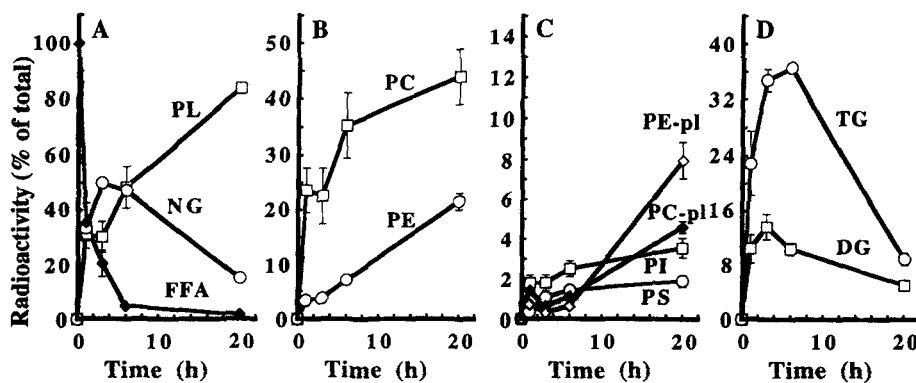 Radioactivity (% of total)
A
100
80
60
40
20
0
PL
NG
FFA
0
10
20
Time (h)
B
50
40
30
20
10
0
PC
PE
0
10
20
Time (h)
C
14
12
10
8
6
4
2
0
PE-pl
PC-pl
PI
PS
0
10
20
Time (h)
D
40
36
26
16
8
0
TG
DG
0
10
20
Time (h)